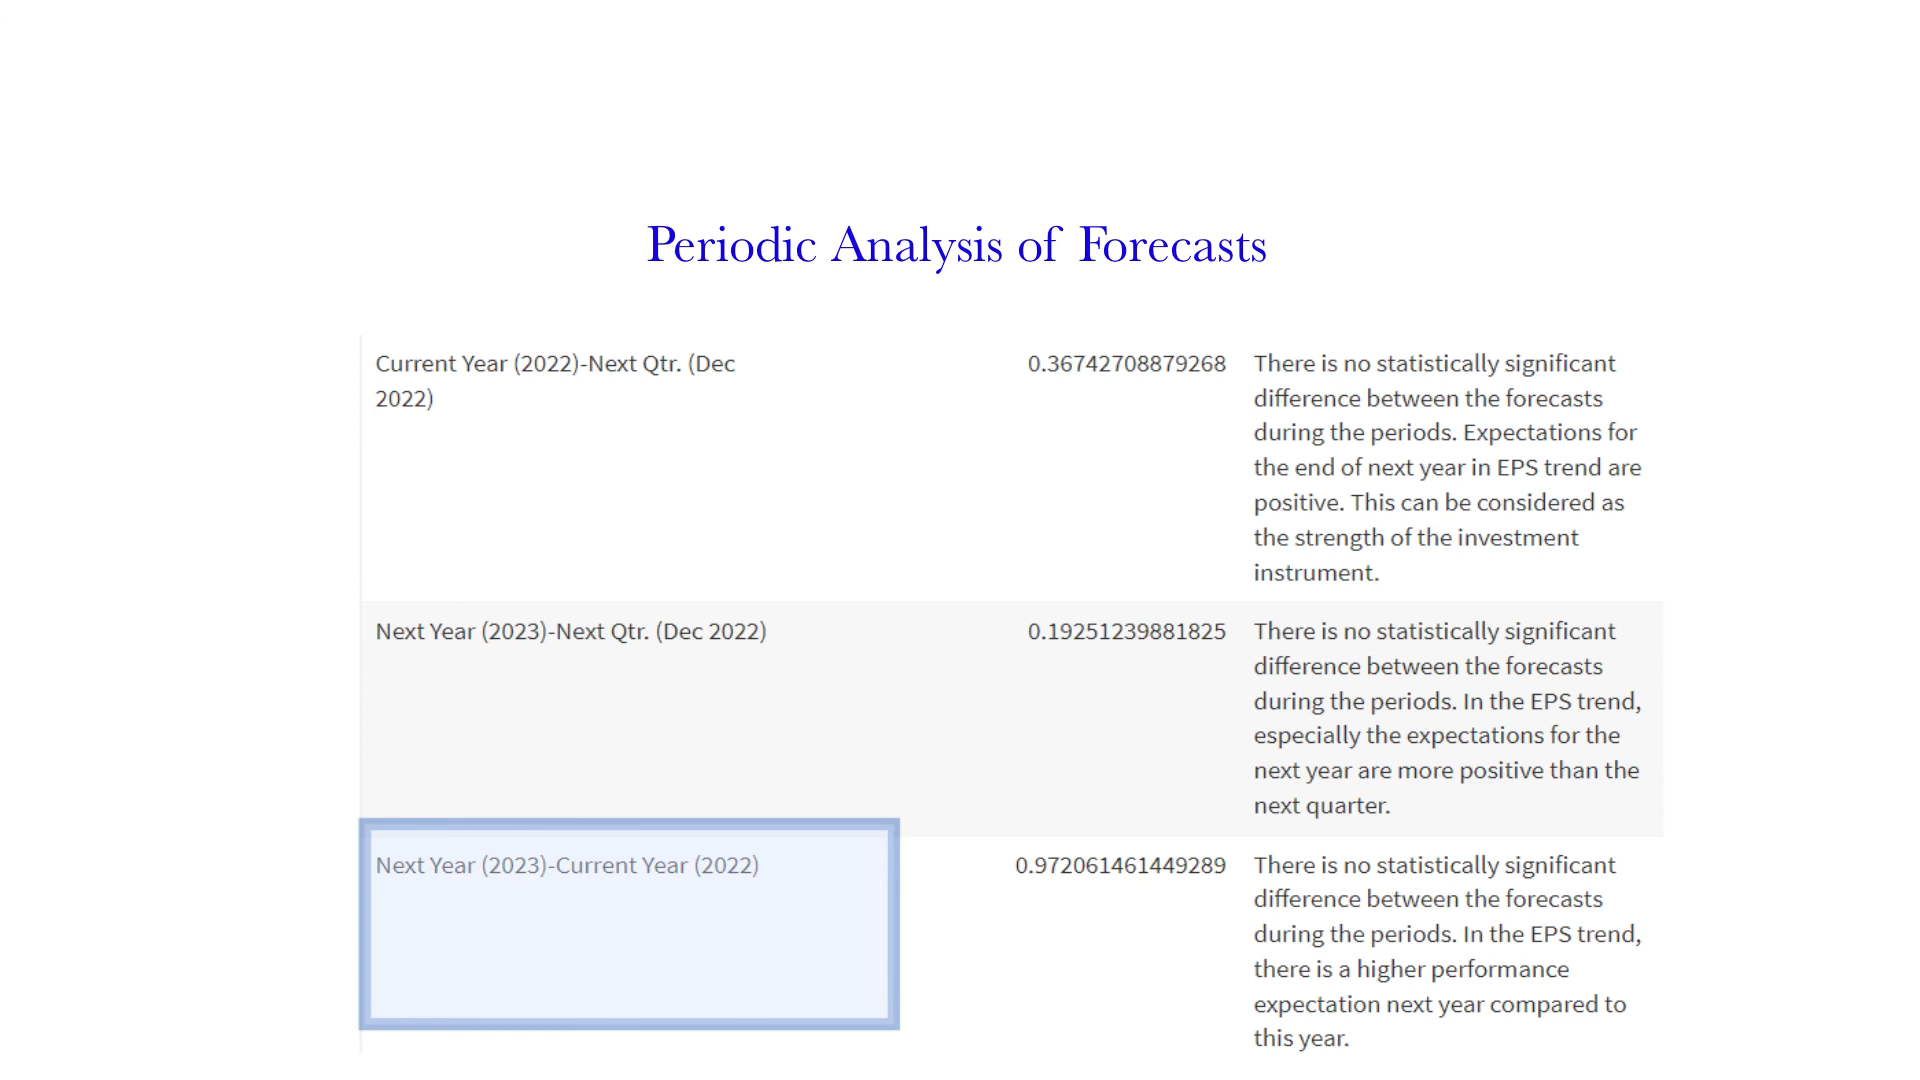 Periodic Analysis of Forecasts
Current Year (2022)-Next Qtr. (Dec
2022)
0.36742708879268
There is no statistically significant
difference between the forecasts
during the periods. Expectations for
the end of next year in EPS trend are
positive. This can be considered as
the strength of the investment
instrument.
Next Year (2023)-Next Qtr. (Dec 2022)
0.19251239881825
There is no statistically significant
difference between the forecasts
during the periods. In the EPS trend,
especially the expectations for the
next year are more positive than the
next quarter.
Next Year (2023)-Current Year (2022)
0.972061461449289
There is no statistically significant
difference between the forecasts
during the periods. In the EPS trend,
there is a higher performance
expectation next year compared to
this year.